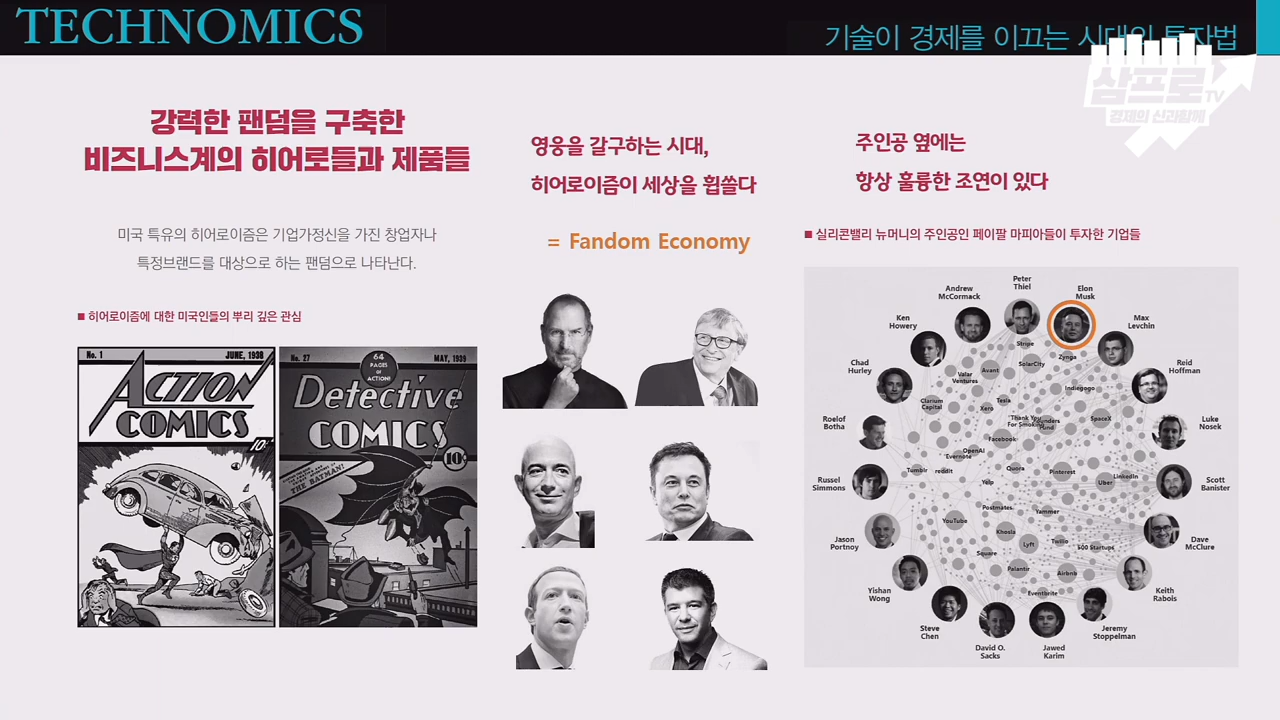 TECHNOMICS
기술이 경제를 이끄는 시대의 투자법
삼프로TV
경제의 신과함께
강력한 팬덤을 구축한
비즈니스계의 히어로들과 제품들
미국 특유의 히어로이즘은 기업가정신을 가진 창업자나
특정브랜드를 대상으로 하는 팬덤으로 나타난다.
■ 히어로이즘에 대한 미국인들의 뿌리 깊은 관심
No. 1
JUNE, 1938
ACTION
COMICS
10¢
No. 27
64
PAGES
OF
ACTION!
MAY, 1939
Detective
COMICS
10¢
THE BATMAN!
영웅을 갈구하는 시대,
히어로이즘이 세상을 휩쓸다
= Fandom Economy
주인공 옆에는
항상 훌륭한 조연이 있다
■ 실리콘밸리 뉴머니의 주인공인 페이팔 마피아들이 투자한 기업들
Peter
Thiel
Elon
Musk
Max
Levchin
Reid
Hoffman
Luke
Nosek
Scott
Banister
Dave
McClure
Keith
Rabois
Jeremy
Stoppelman
Jawed
Karim
David O.
Sacks
Steve
Chen
Yishan
Wong
Jason
Portnoy
Russel
Simmons
Roelof
Botha
Chad
Hurley
Ken
Howery
Andrew
McCormack
Stripe
Zynga
SolarCity
Avant
Valar
Ventures
Indiegogo
Clarium
Capital
Tesla
Xero
"Thank You
For Smoking"
Founders
Fund
SpaceX
Facebook
OpenAI
Evernote
Tumblr
reddit
Quora
Pinterest
LinkedIn
Uber
Yelp
Postmates
Yammer
YouTube
Khosla
Lyft
Twilio
500 Startups
Square
Palantir
Airbnb
Eventbrite